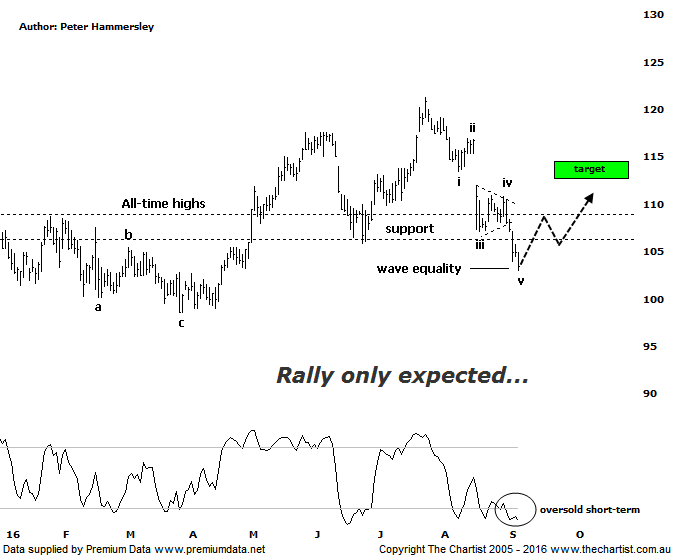 130
Author: Peter Hammersley
125
120
ii
115
target
i
iv
All-time highs
110
support
b
iii
105
wave equality
v
a
100
c
95
Rally only expected...
90
oversold short-term
16 F M A M J J A S O
Data supplied by Premium Data www.premiumdata.net
Copyright The Chartist 2005 - 2016 www.thechartist.com.au